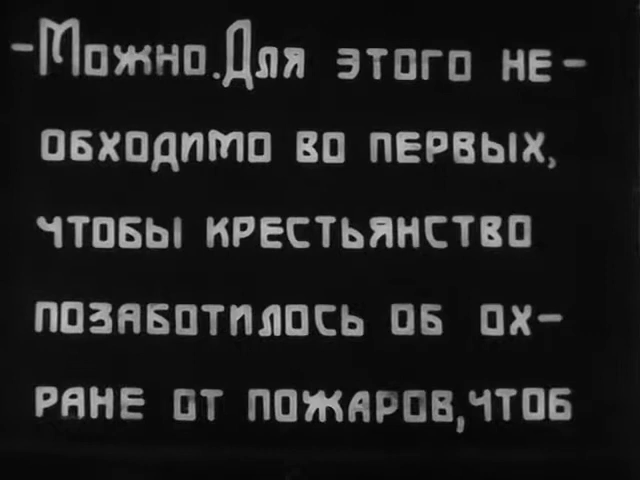 -Можно. Для этого не-
обходимо во первых,
чтобы крестьянство
позаботилось об ох-
ране от пожаров, чтоб